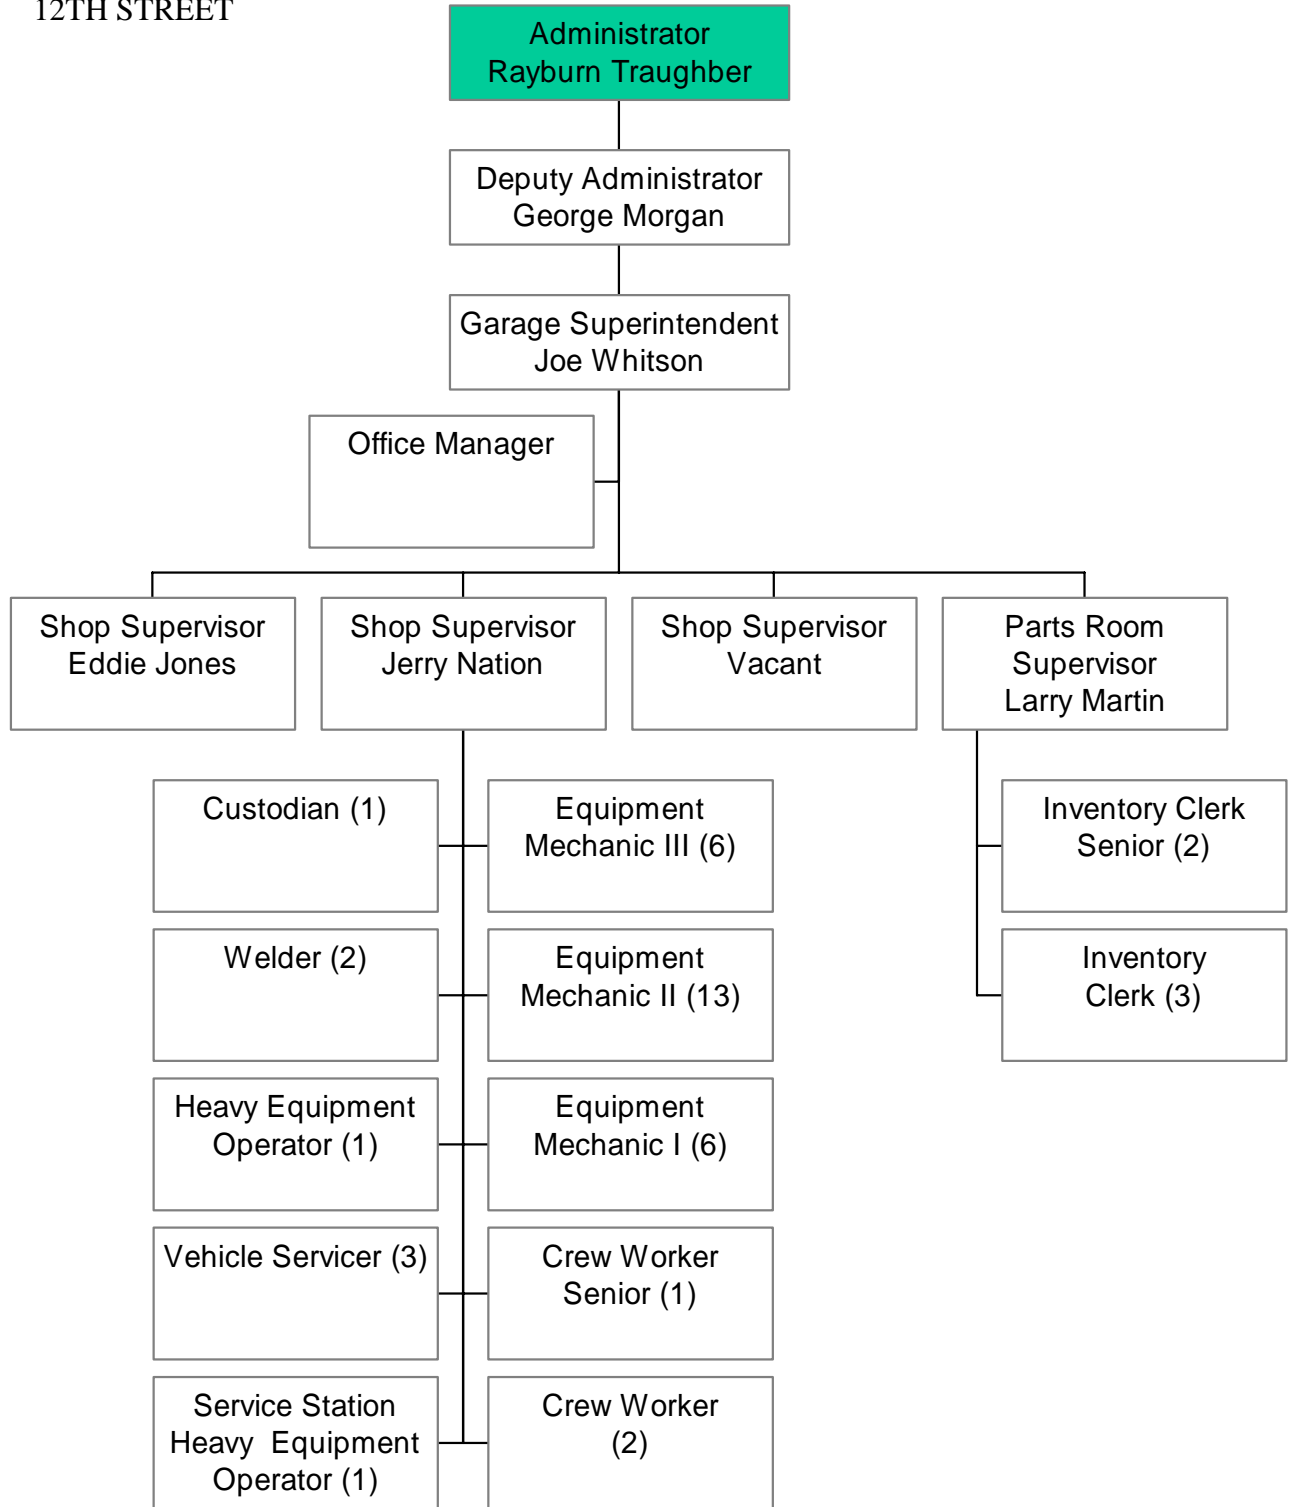 12TH STREET
Administrator
Rayburn Traughber
Deputy Administrator
George Morgan
Garage Superintendent
Joe Whitson
Office Manager
Shop Supervisor
Eddie Jones
Shop Supervisor
Jerry Nation
Shop Supervisor
Vacant
Parts Room
Supervisor
Larry Martin
Custodian (1)
Equipment
Mechanic III (6)
Inventory Clerk
Senior (2)
Welder (2)
Equipment
Mechanic II (13)
Inventory
Clerk (3)
Heavy Equipment
Operator (1)
Equipment
Mechanic I (6)
Vehicle Servicer (3)
Crew Worker
Senior (1)
Service Station
Heavy Equipment
Operator (1)
Crew Worker
(2)